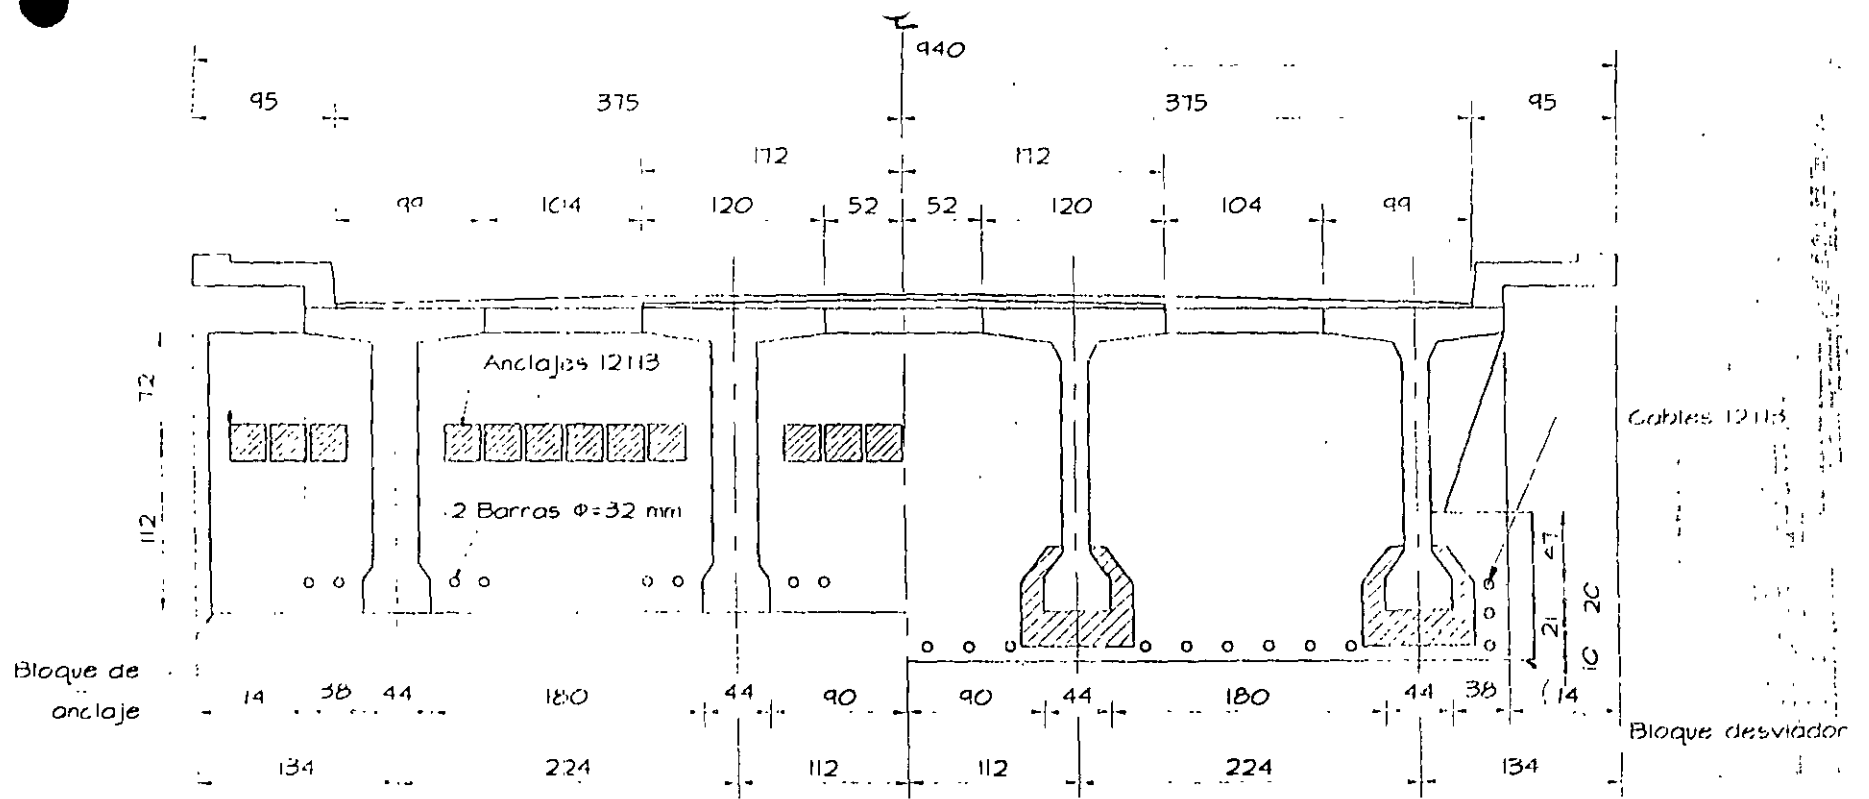 940
95 375 375 95
172 172
99 104 120 52 52 120 104 99
Anclajes 12T13
72
Cables 12T13
112
2 Barras Φ=32 mm
47
20
21
10
Bloque de
anclaje
14 38 44 180 44 90 90 44 180 44 38 14
Bloque desviador
134 224 112 112 224 134